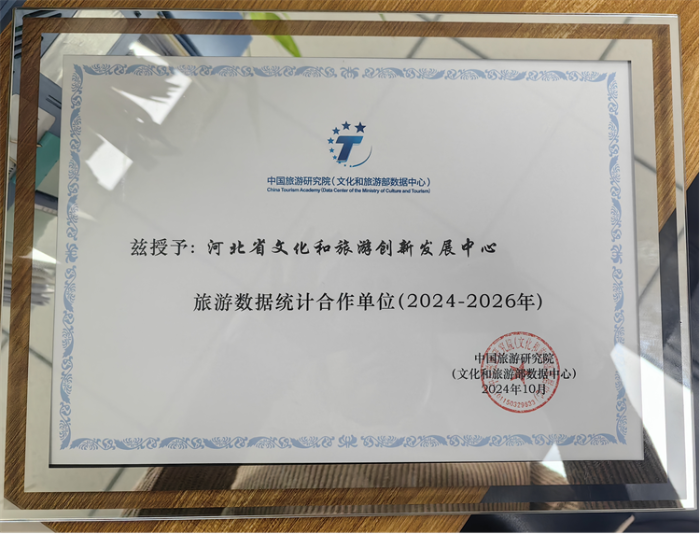 中国旅游研究院(文化和旅游部数据中心)
China Tourism Academy (Data Center of the Ministry of Culture and Tourism)
兹授予:河北省文化和旅游创新发展中心
旅游数据统计合作单位(2024-2026年)
中国旅游研究院
(文化和旅游部数据中心)
2024年10月